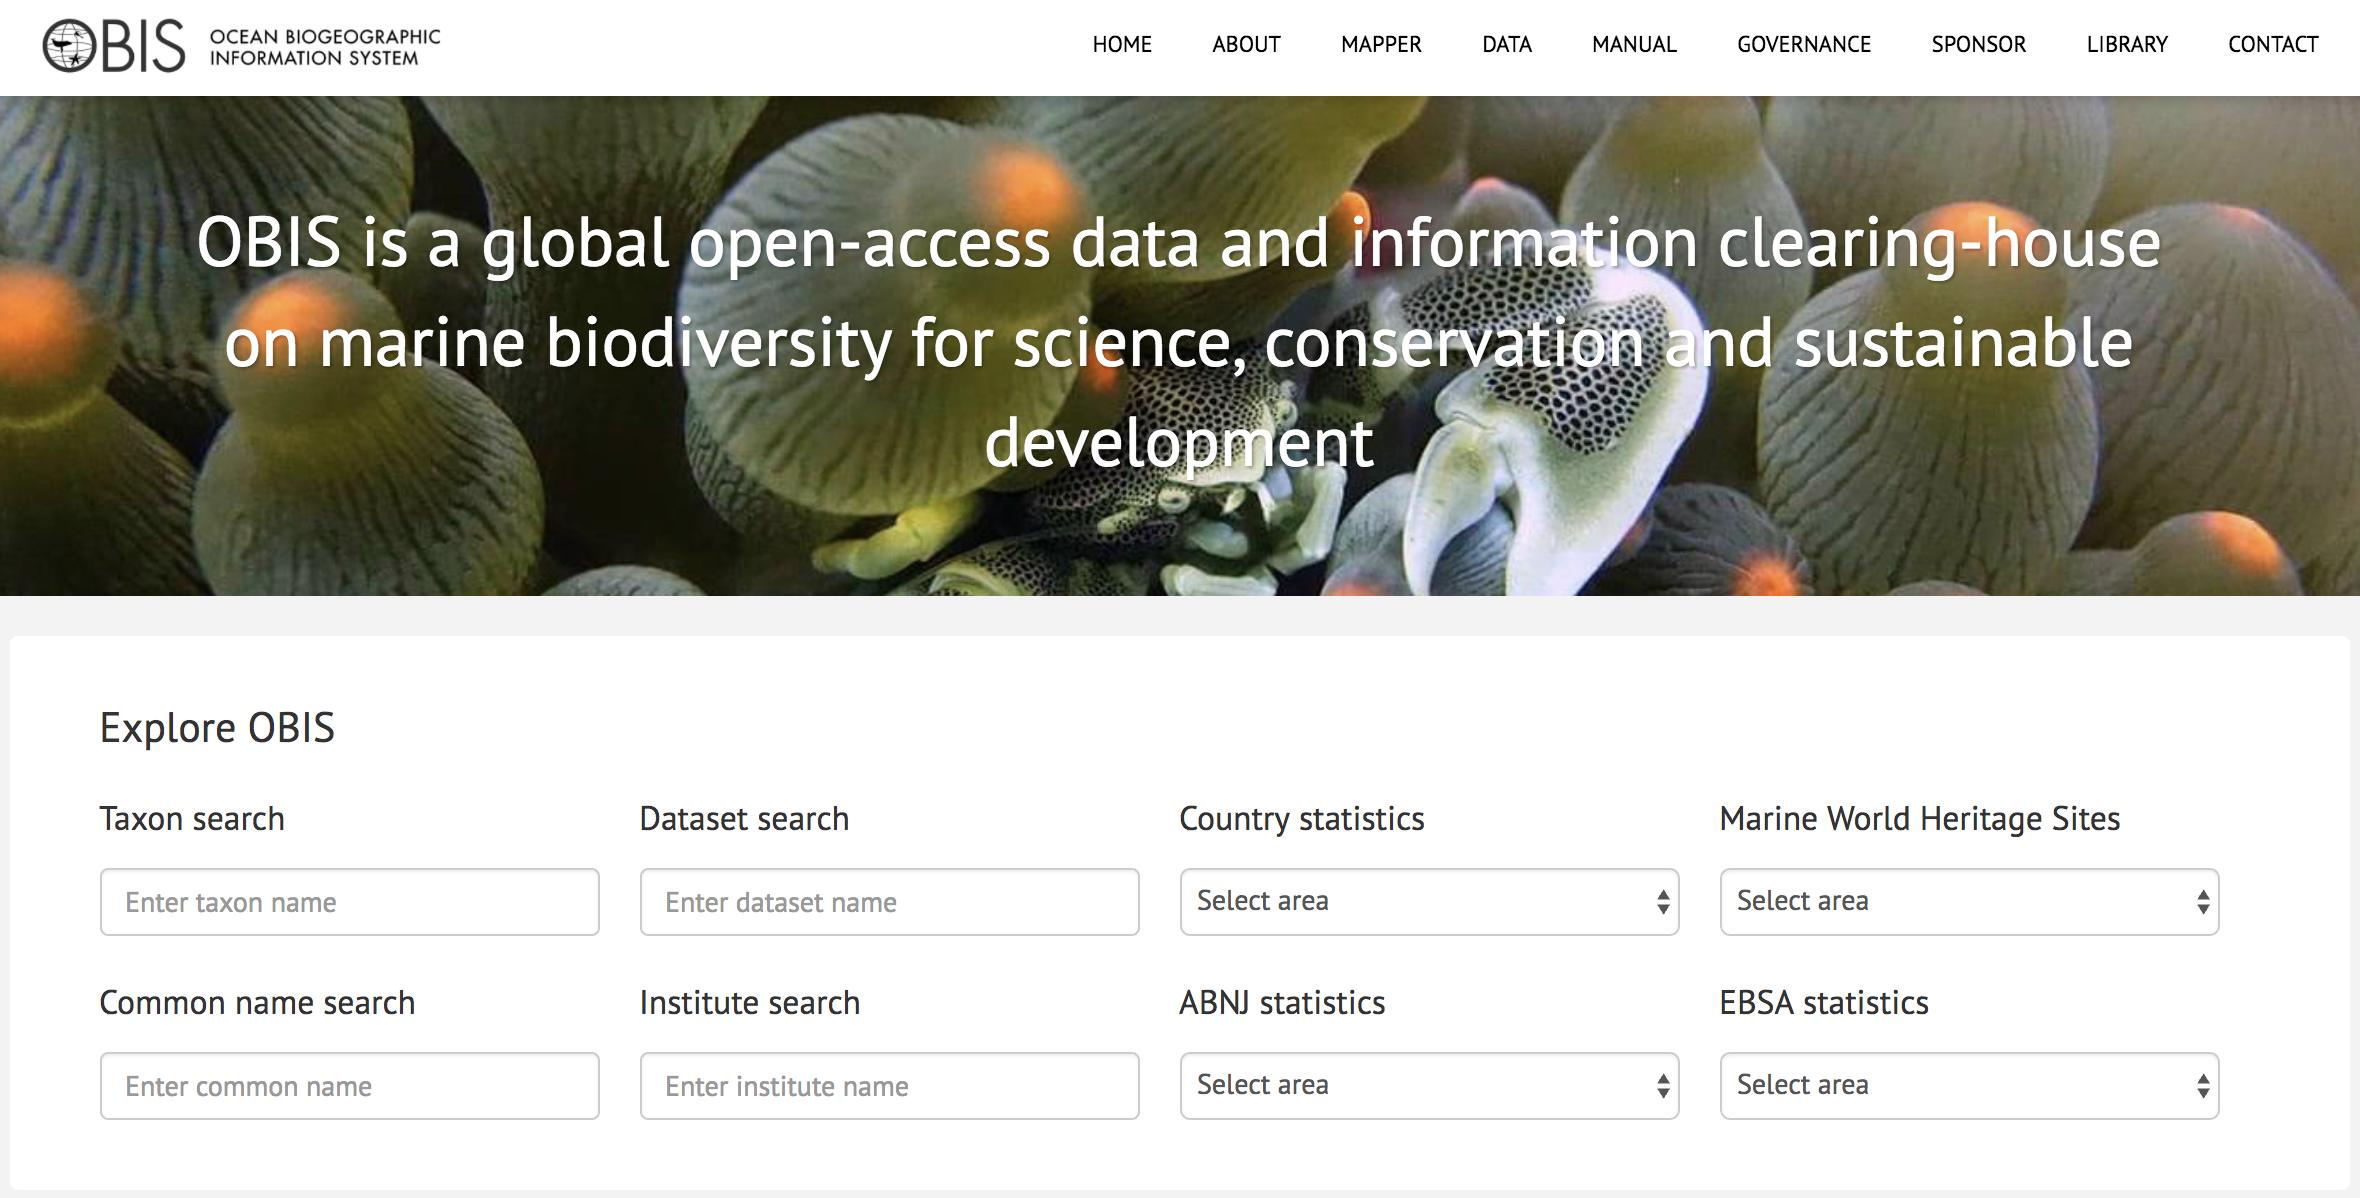 OBIS OCEAN BIOGEOGRAPHIC
INFORMATION SYSTEM
HOME ABOUT MAPPER DATA MANUAL GOVERNANCE SPONSOR LIBRARY CONTACT
OBIS is a global open-access data and information clearing-house
on marine biodiversity for science, conservation and sustainable
development
Explore OBIS
Taxon search Dataset search Country statistics Marine World Heritage Sites
Enter taxon name Enter dataset name Select area Select area
Common name search Institute search ABNJ statistics EBSA statistics
Enter common name Enter institute name Select area Select area